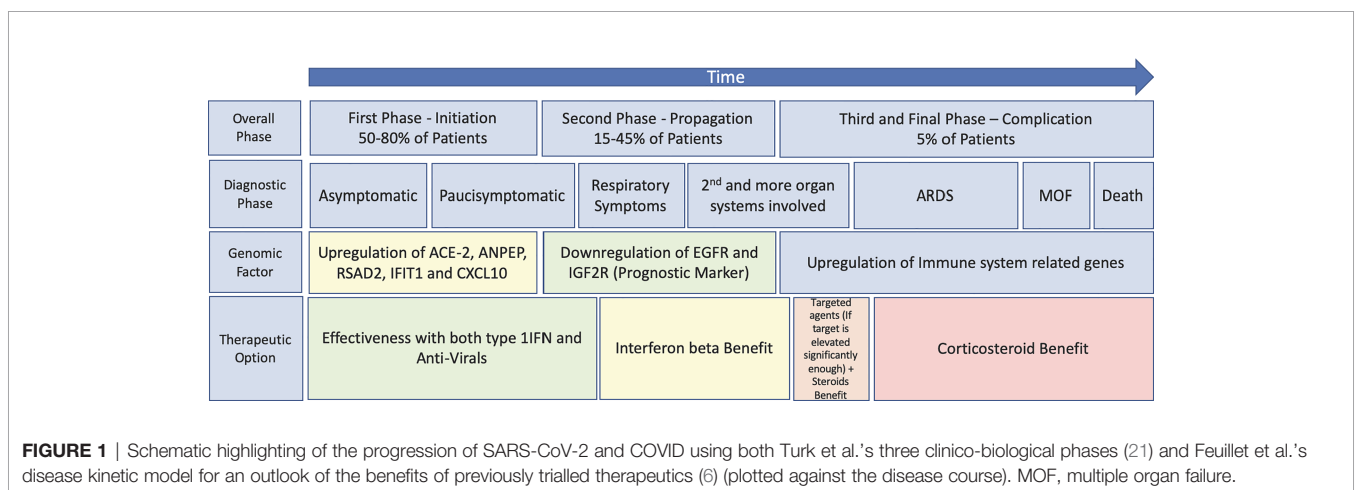 Time
Overall
Phase
First Phase - Initiation
50-80% of Patients
Second Phase - Propagation
15-45% of Patients
Third and Final Phase – Complication
5% of Patients
Diagnostic
Phase
Asymptomatic
Paucisymptomatic
Respiratory
Symptoms
2nd and more organ
systems involved
ARDS
MOF
Death
Genomic
Factor
Upregulation of ACE-2, ANPEP,
RSAD2, IFIT1 and CXCL10
Downregulation of EGFR and
IGF2R (Prognostic Marker)
Upregulation of Immune system related genes
Therapeutic
Option
Effectiveness with both type 1IFN and
Anti-Virals
Interferon beta Benefit
Targeted
agents (If
target is
elevated
significantly
enough) +
Steroids
Benefit
Corticosteroid Benefit
FIGURE 1 | Schematic highlighting of the progression of SARS-CoV-2 and COVID using both Turk et al.'s three clinico-biological phases (21) and Feuillet et al.'s
disease kinetic model for an outlook of the benefits of previously trialled therapeutics (6) (plotted against the disease course). MOF, multiple organ failure.